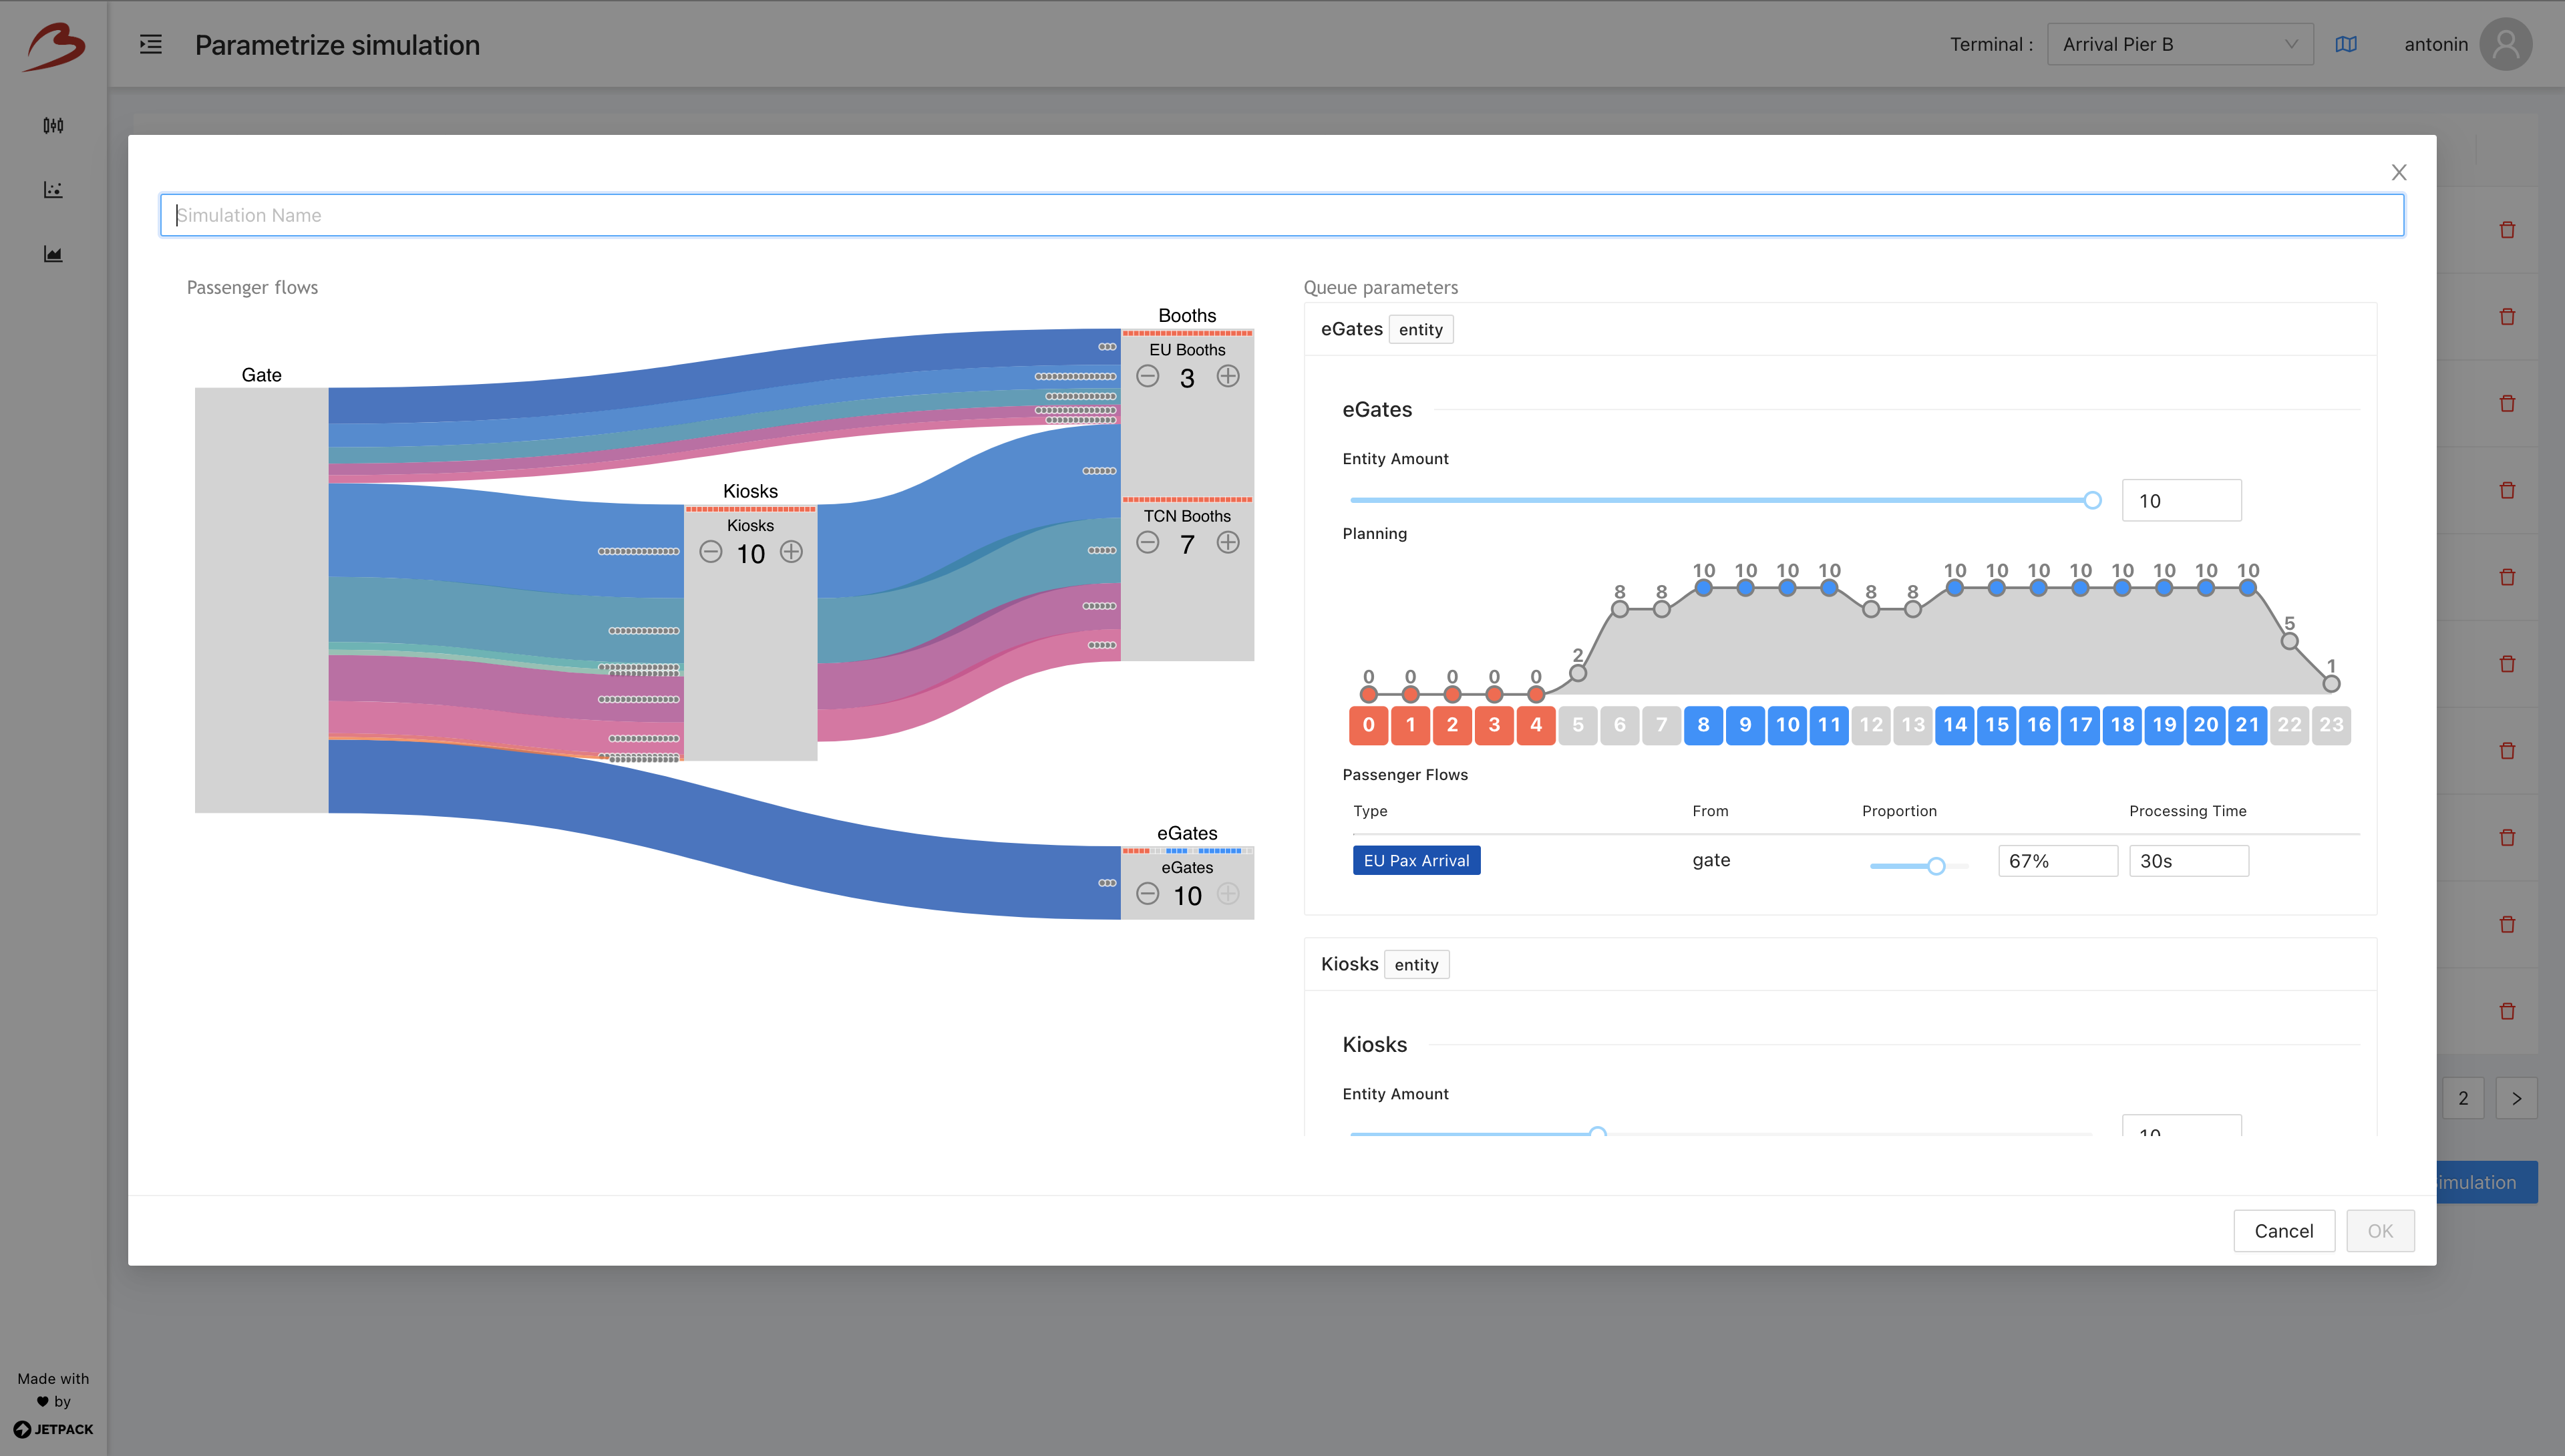 Parametrize simulation
Terminal :
Arrival Pier B
antonin
Simulation Name
Passenger flows
Gate
Kiosks
Kiosks
10
Booths
EU Booths
3
TCN Booths
7
eGates
eGates
10
Queue parameters
eGates entity
eGates
Entity Amount
10
Planning
0 0 0 0 0 2 8 8 10 10 10 10 8 8 10 10 10 10 10 10 10 10 5 1
0 1 2 3 4 5 6 7 8 9 10 11 12 13 14 15 16 17 18 19 20 21 22 23
Passenger Flows
Type From Proportion Processing Time
EU Pax Arrival gate 67% 30s
Kiosks entity
Kiosks
Entity Amount
10
2
imulation
Cancel
OK
Made with
by
JETPACK